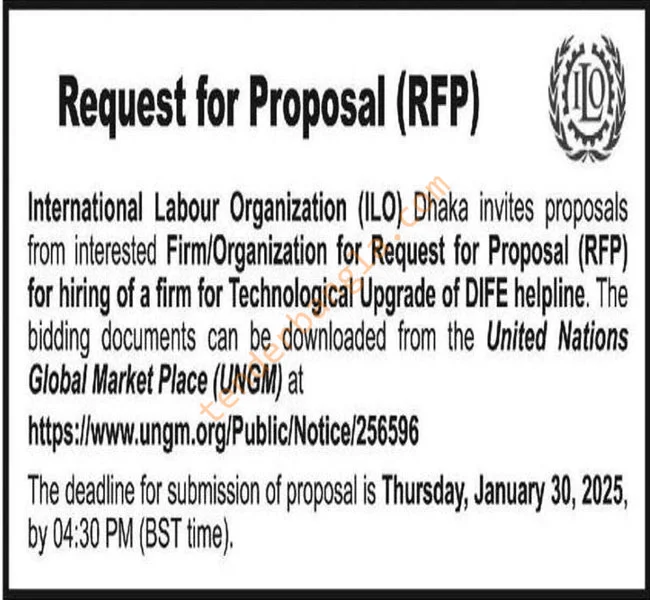 Request for Proposal (RFP)
ILO
International Labour Organization (ILO) Dhaka invites proposals
from interested Firm/Organization for Request for Proposal (RFP)
for hiring of a firm for Technological Upgrade of DIFE helpline. The
bidding documents can be downloaded from the United Nations
Global Market Place (UNGM) at
https://www.ungm.org/Public/Notice/256596
The deadline for submission of proposal is Thursday, January 30, 2025,
by 04:30 PM (BST time).
tenderbangla.com